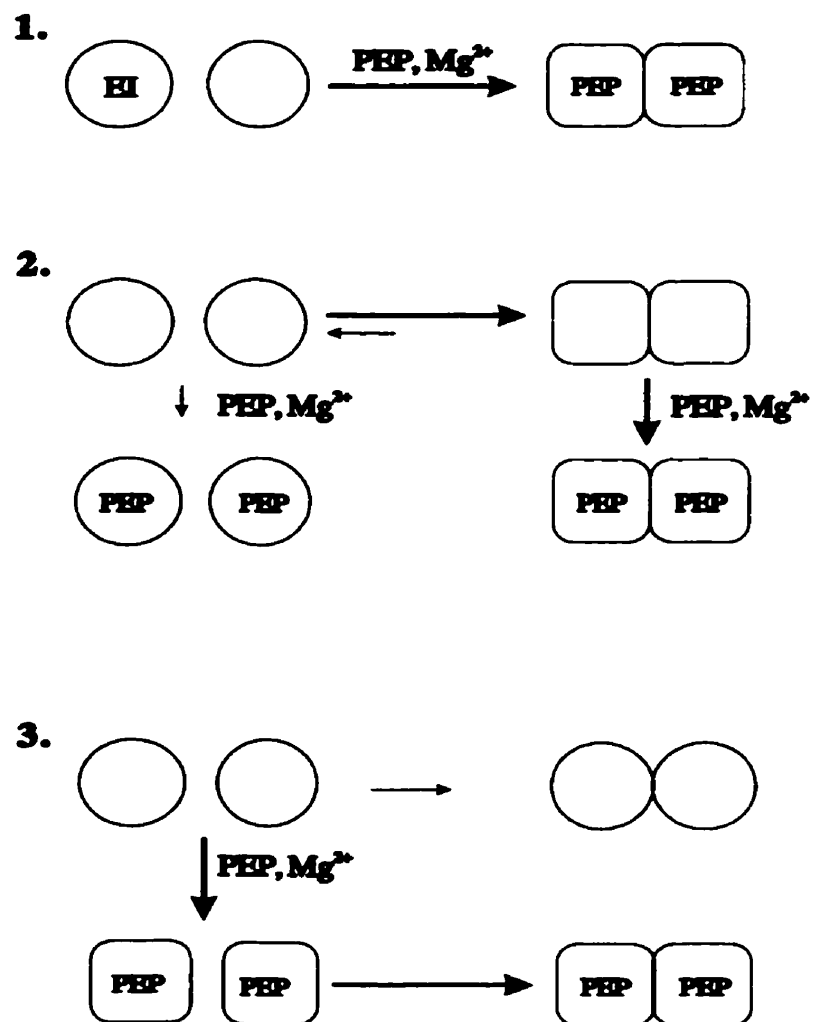 1.
EI
PEP, Mg²⁺
PEP PEP
2.
PEP, Mg²⁺ PEP, Mg²⁺
PEP PEP PEP PEP
3.
PEP, Mg²⁺
PEP PEP PEP PEP